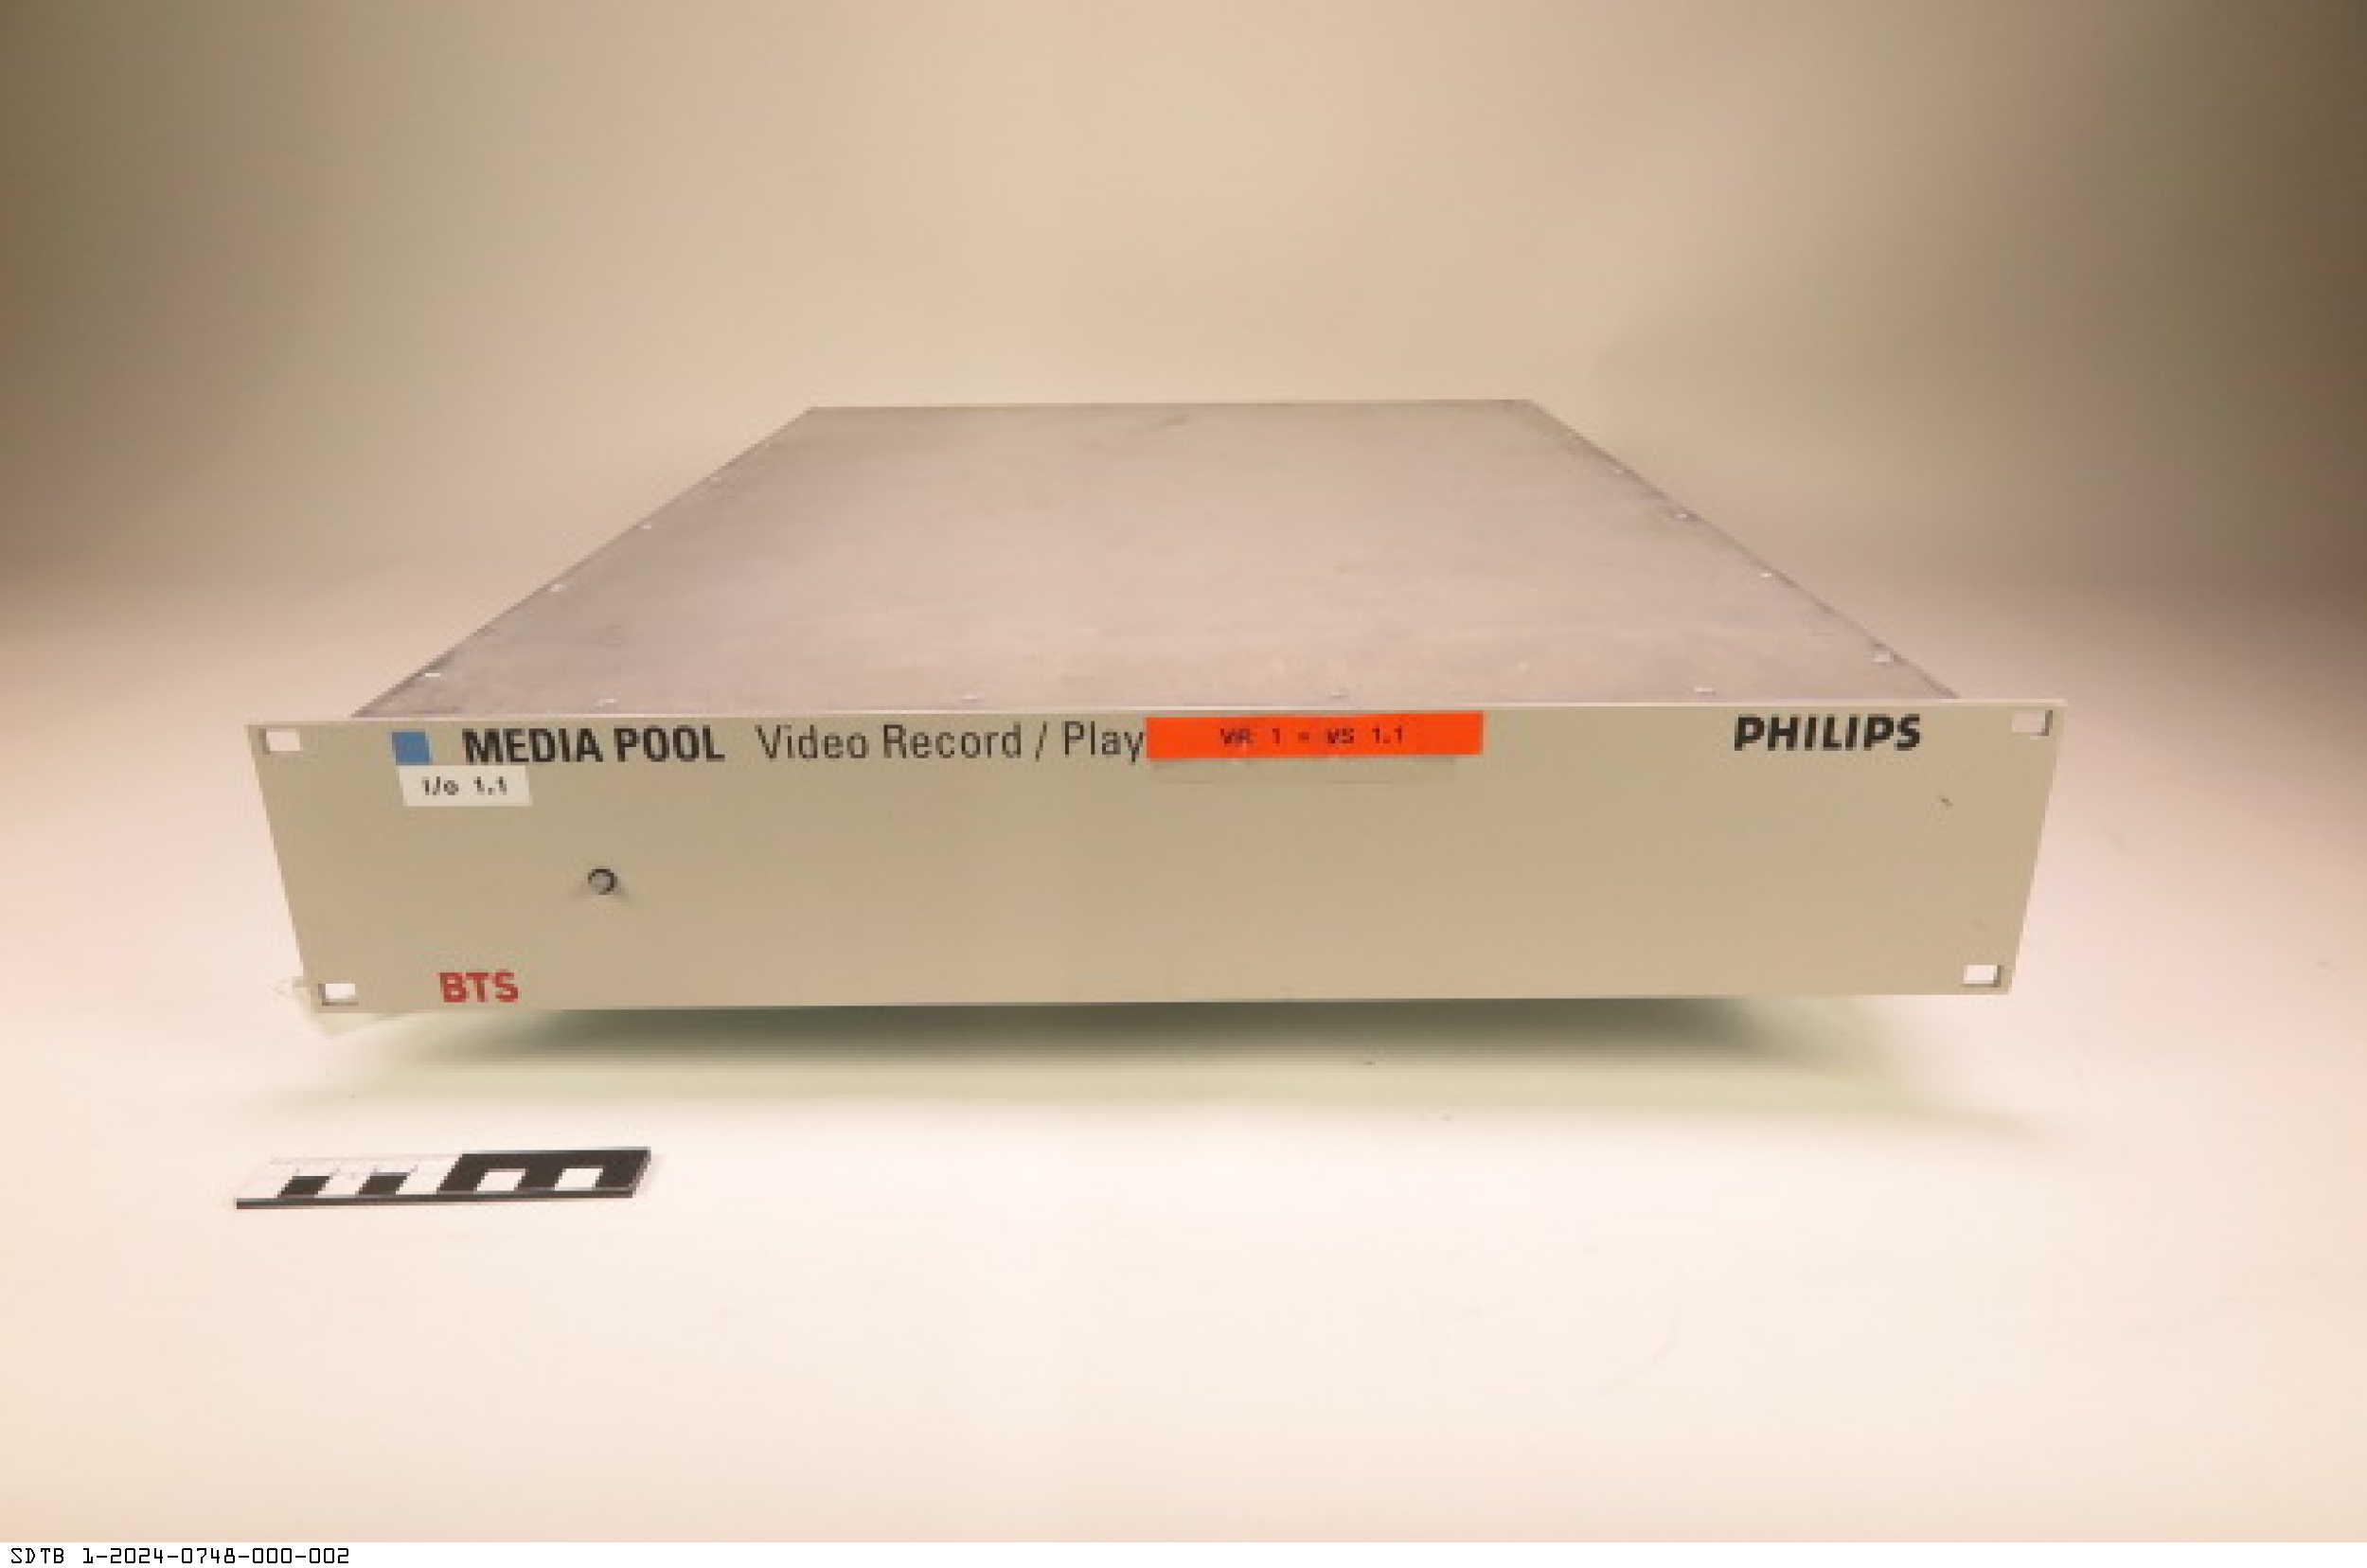 MEDIA POOL Video Record / Play
VR 1 = VS 1.1
PHILIPS
i/o 1.1
BTS
SDTB 1-2024-0748-000-002